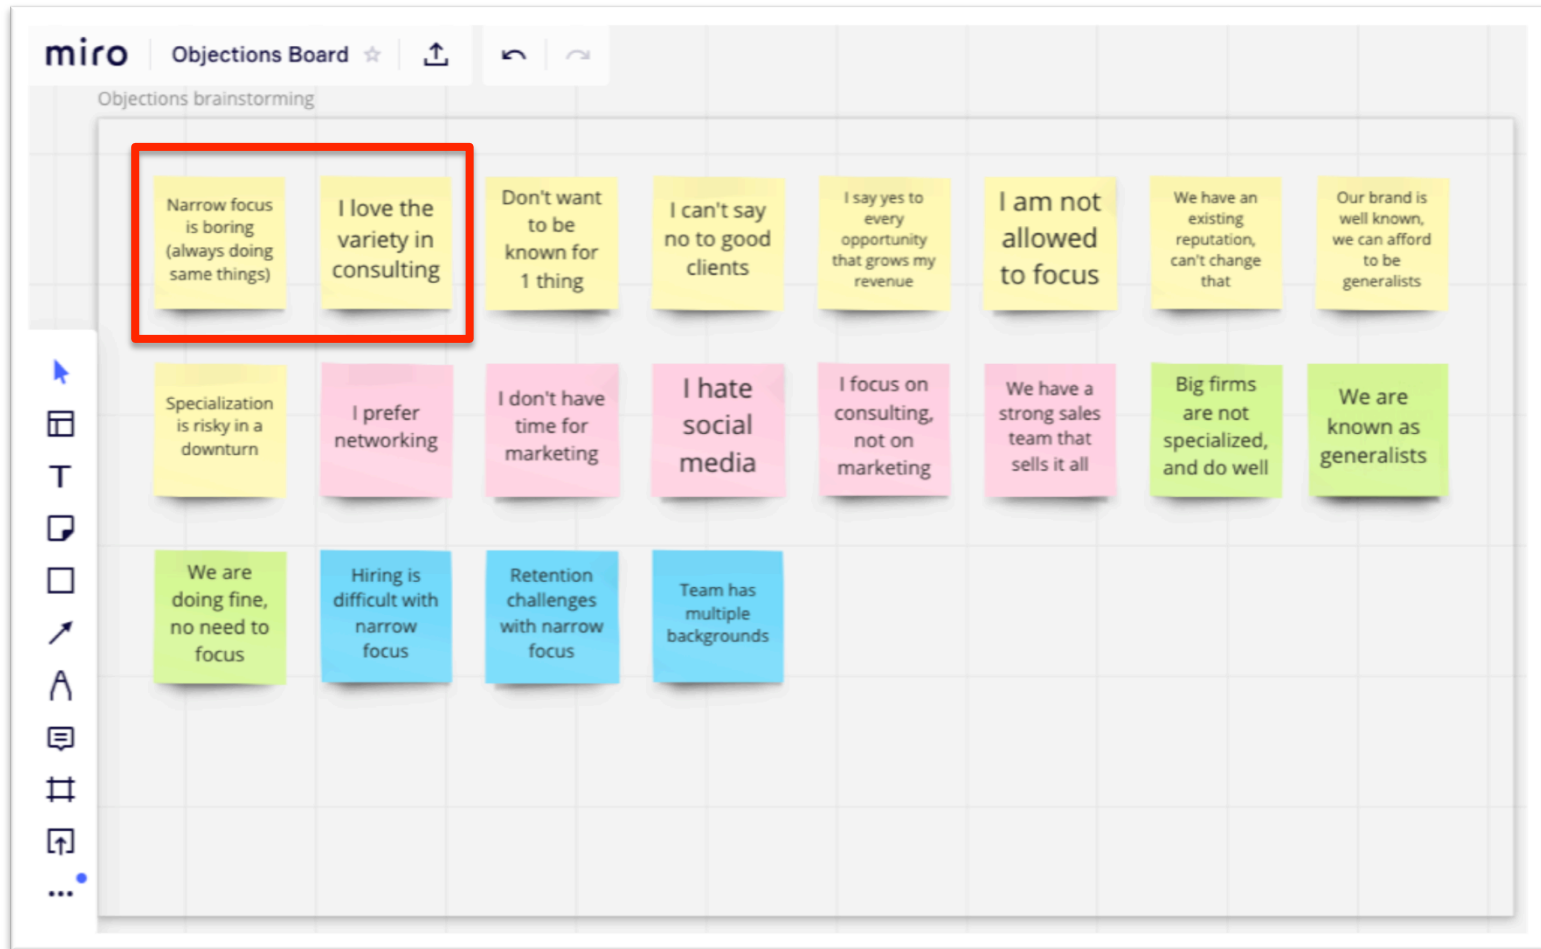 miro
Objections Board
Objections brainstorming
Narrow focus
is boring
(always doing
same things)
I love the
variety in
consulting
Don't want
to be
known for
1 thing
I can't say
no to good
clients
I say yes to
every
opportunity
that grows my
revenue
I am not
allowed
to focus
We have an
existing
reputation,
can't change
that
Our brand is
well known,
we can afford
to be
generalists
Specialization
is risky in a
downturn
I prefer
networking
I don't have
time for
marketing
I hate
social
media
I focus on
consulting,
not on
marketing
We have a
strong sales
team that
sells it all
Big firms
are not
specialized,
and do well
We are
known as
generalists
We are
doing fine,
no need to
focus
Hiring is
difficult with
narrow
focus
Retention
challenges
with narrow
focus
Team has
multiple
backgrounds